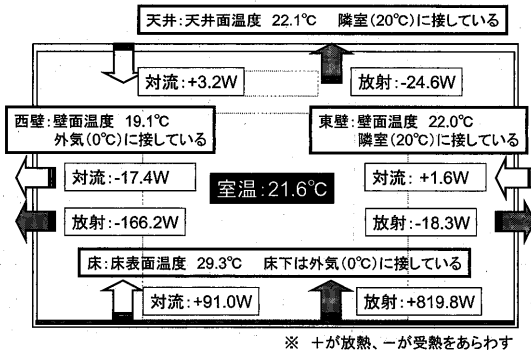 天井:天井面温度 22.1℃ 隣室(20℃)に接している
対流:+3.2W
放射:-24.6W
西壁:壁面温度 19.1℃
外気(0℃)に接している
東壁:壁面温度 22.0℃
隣室(20℃)に接している
対流:-17.4W
室温:21.6℃
対流: +1.6W
放射:-166.2W
放射:-18.3W
床:床表面温度 29.3℃ 床下は外気(0℃)に接している
対流:+91.0W
放射:+819.8W
※ +が放熱、-が受熱をあらわす